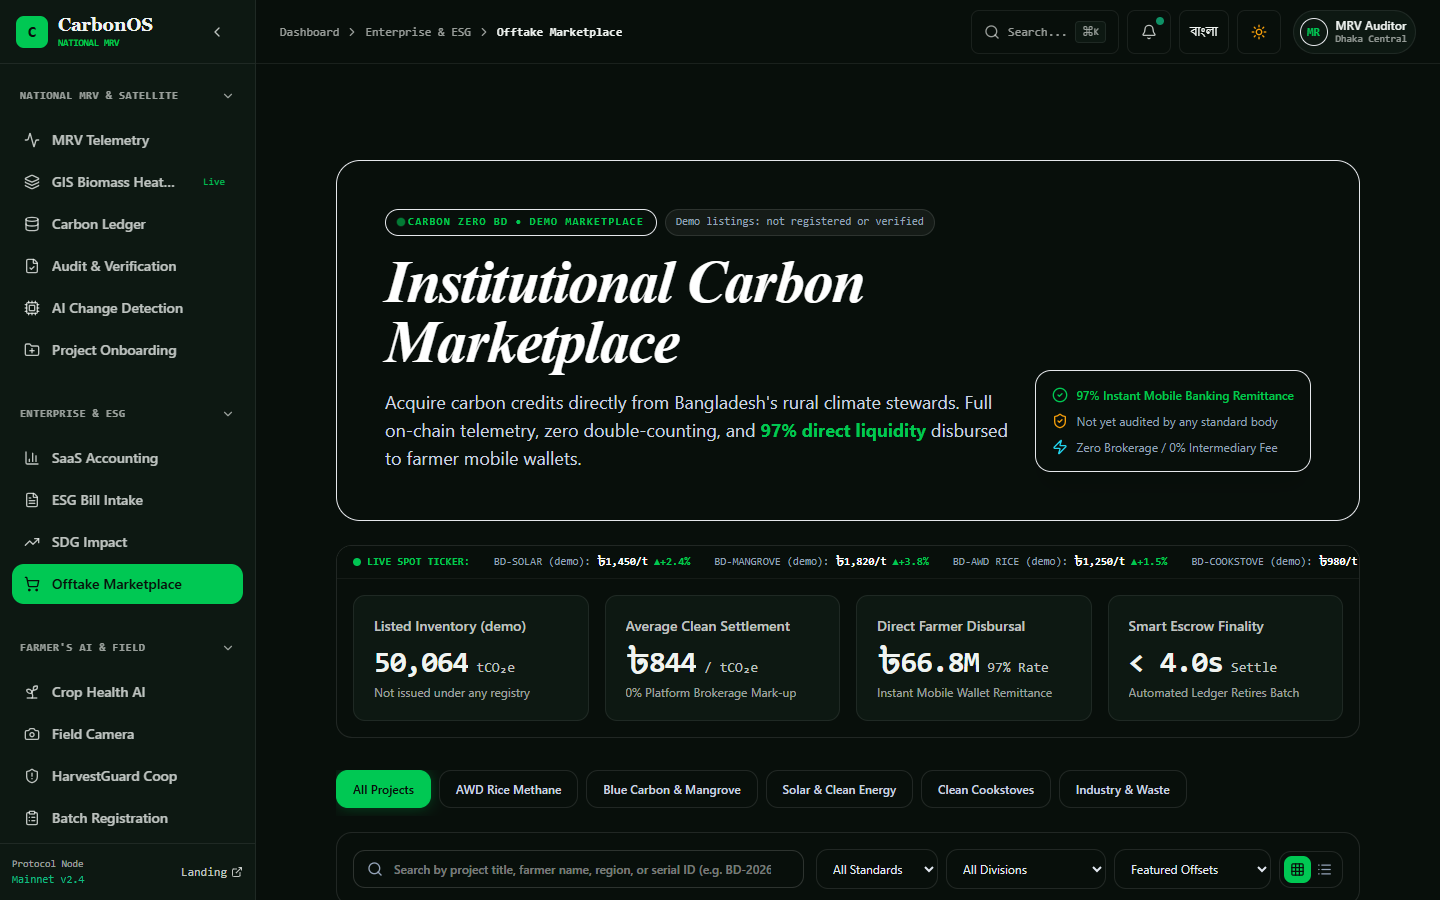 C
CarbonOS
NATIONAL MRV
Dashboard > Enterprise & ESG > Offtake Marketplace
Search... ⌘K
বাংলা
MR
MRV Auditor
Dhaka Central
NATIONAL MRV & SATELLITE
MRV Telemetry
GIS Biomass Heat... Live
Carbon Ledger
Audit & Verification
AI Change Detection
Project Onboarding
ENTERPRISE & ESG
SaaS Accounting
ESG Bill Intake
SDG Impact
Offtake Marketplace
FARMER'S AI & FIELD
Crop Health AI
Field Camera
HarvestGuard Coop
Batch Registration
Protocol Node
Mainnet v2.4
Landing
CARBON ZERO BD • DEMO MARKETPLACE
Demo listings: not registered or verified
Institutional Carbon
Marketplace
Acquire carbon credits directly from Bangladesh's rural climate stewards. Full
on-chain telemetry, zero double-counting, and 97% direct liquidity disbursed
to farmer mobile wallets.
97% Instant Mobile Banking Remittance
Not yet audited by any standard body
Zero Brokerage / 0% Intermediary Fee
LIVE SPOT TICKER: BD-SOLAR (demo): ৳1,450/t ▲+2.4% BD-MANGROVE (demo): ৳1,820/t ▲+3.8% BD-AWD RICE (demo): ৳1,250/t ▲+1.5% BD-COOKSTOVE (demo): ৳980/t
Listed Inventory (demo)
50,064 tCO₂e
Not issued under any registry
Average Clean Settlement
৳844 / tCO₂e
0% Platform Brokerage Mark-up
Direct Farmer Disbursal
৳66.8M 97% Rate
Instant Mobile Wallet Remittance
Smart Escrow Finality
< 4.0s Settle
Automated Ledger Retires Batch
All Projects
AWD Rice Methane
Blue Carbon & Mangrove
Solar & Clean Energy
Clean Cookstoves
Industry & Waste
Search by project title, farmer name, region, or serial ID (e.g. BD-2026
All Standards
All Divisions
Featured Offsets